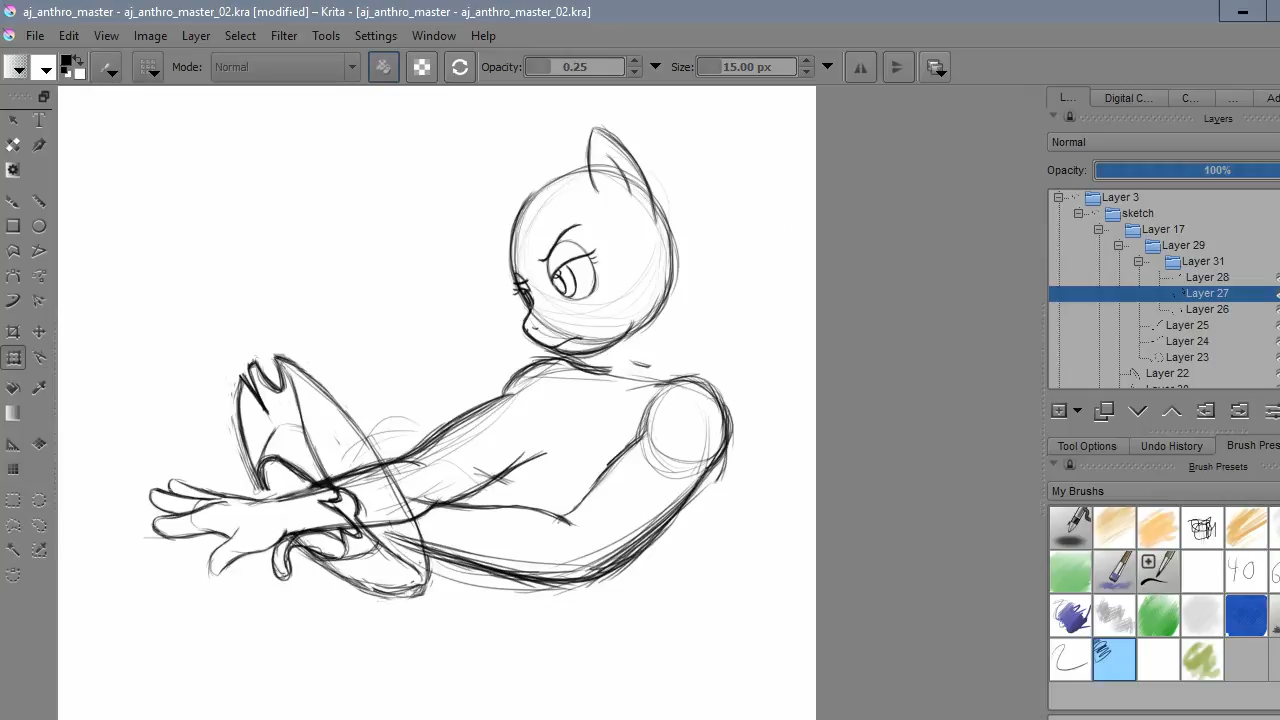 aj_anthro_master - aj_anthro_master_02.kra [modified] – Krita - [aj_anthro_master - aj_anthro_master_02.kra]
File Edit View Image Layer Select Filter Tools Settings Window Help
Mode: Normal Opacity: 0.25 Size: 15.00 px
L... Digital C... C... ... Ad
Layers
Normal
Opacity: 100%
Layer 3
sketch
Layer 17
Layer 29
Layer 31
Layer 28
Layer 27
Layer 26
Layer 25
Layer 24
Layer 23
Layer 22
Tool Options Undo History Brush Pres
Brush Presets
My Brushes
40